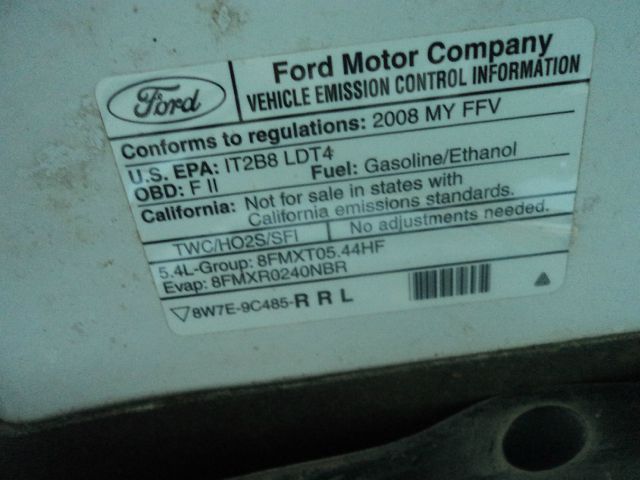 Ford
Ford Motor Company
VEHICLE EMISSION CONTROL INFORMATION
Conforms to regulations: 2008 MY FFV
U.S. EPA: IT2B8 LDT4
OBD: F II Fuel: Gasoline/Ethanol
California: Not for sale in states with
California emissions standards.
TWC/HO2S/SFI No adjustments needed.
5.4L-Group: 8FMXT05.44HF
Evap: 8FMXR0240NBR
8W7E-9C485-R R L